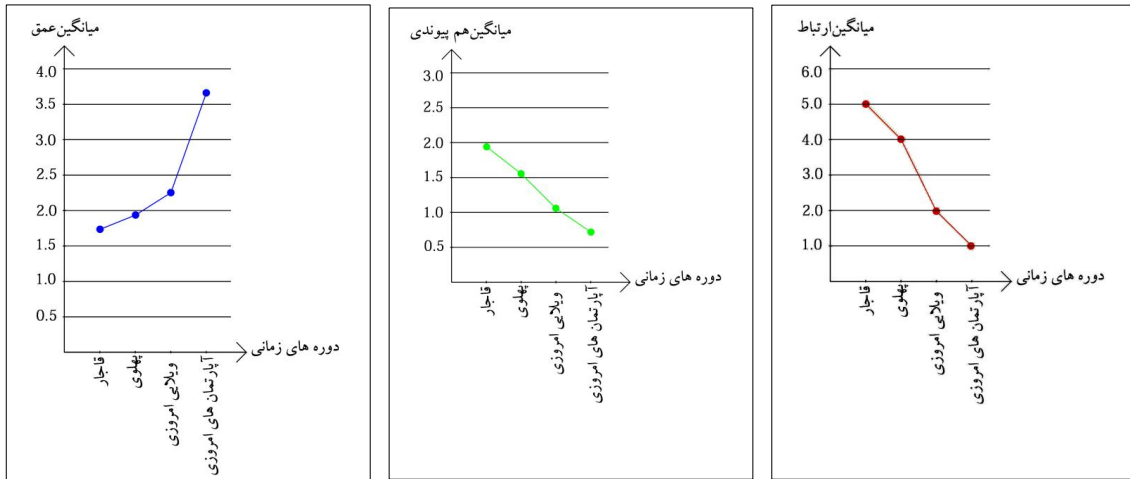 میانگین عمق
4.0
3.5
3.0
2.5
2.0
1.5
1.0
0.5
دوره های زمانی
قاجار
پهلوی
ویلایی امروزی
آپارتمان های امروزی
میانگین هم پیوندی
3.0
2.5
2.0
1.5
1.0
0.5
دوره های زمانی
قاجار
پهلوی
ویلایی امروزی
آپارتمان های امروزی
میانگین ارتباط
6.0
5.0
4.0
3.0
2.0
1.0
دوره های زمانی
قاجار
پهلوی
ویلایی امروزی
آپارتمان های امروزی